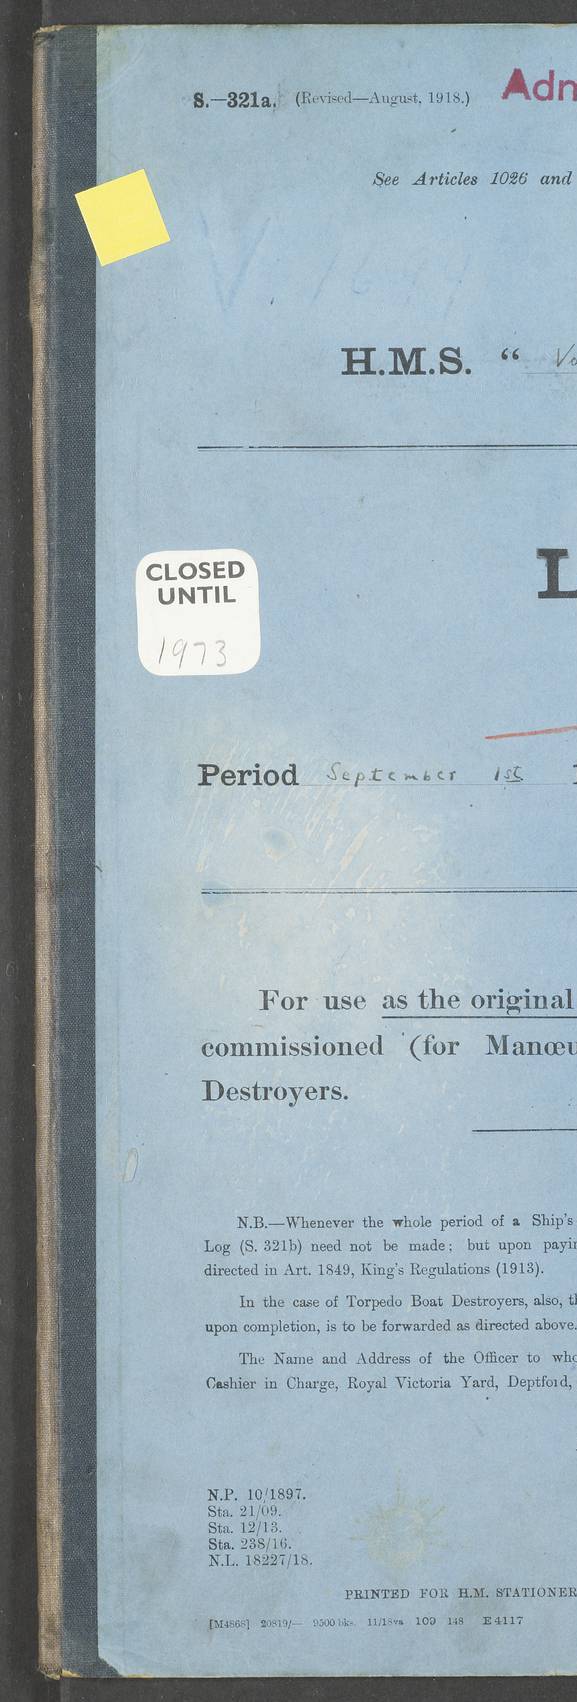 S.—321a. (Revised—August, 1918.)
Adm
See Articles 1026 and
V. 1644
H.M.S. “ Va
L
CLOSED
UNTIL
1973
Period September 1st
For use as the original
commissioned (for Manœu
Destroyers.
N.B.—Whenever the whole period of a Ship's
Log (S. 321b) need not be made; but upon payin
directed in Art. 1849, King's Regulations (1913).
In the case of Torpedo Boat Destroyers, also, th
upon completion, is to be forwarded as directed above.
The Name and Address of the Officer to who
Cashier in Charge, Royal Victoria Yard, Deptford,
N.P. 10/1897.
Sta. 21/09.
Sta. 12/13.
Sta. 238/16.
N.L. 18227/18.
PRINTED FOR H.M. STATIONER
[M4868] 20819/— 9500 bks. 11/18va 109 148 E 4117